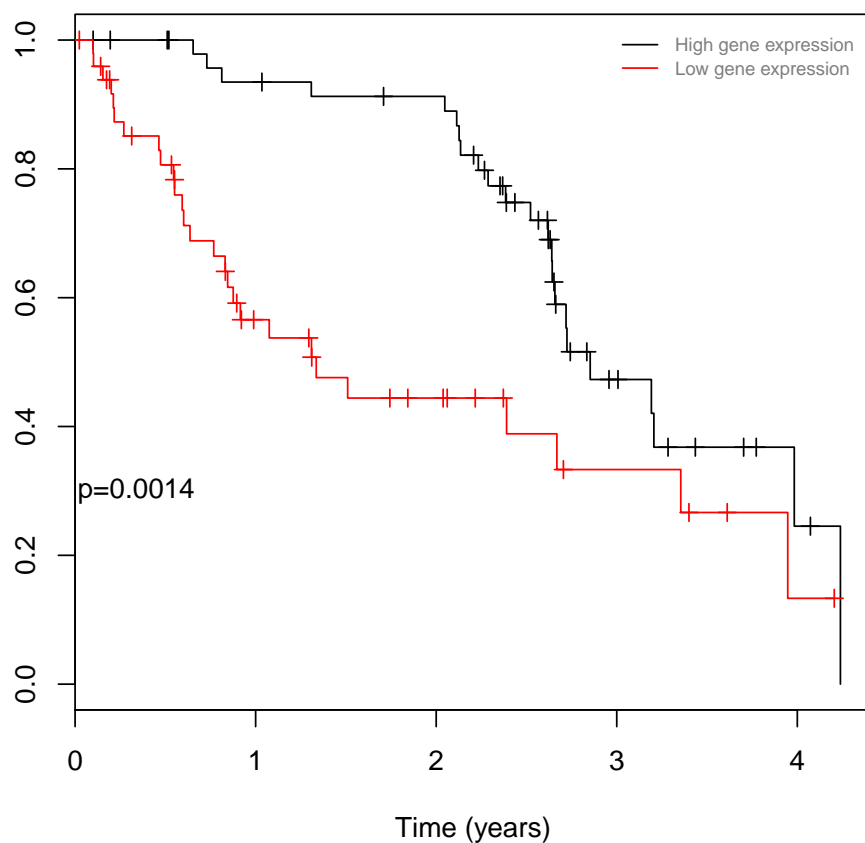 High gene expression
Low gene expression
1.0
0.8
0.6
0.4
p=0.0014
0.2
0.0
0 1 2 3 4
Time (years)